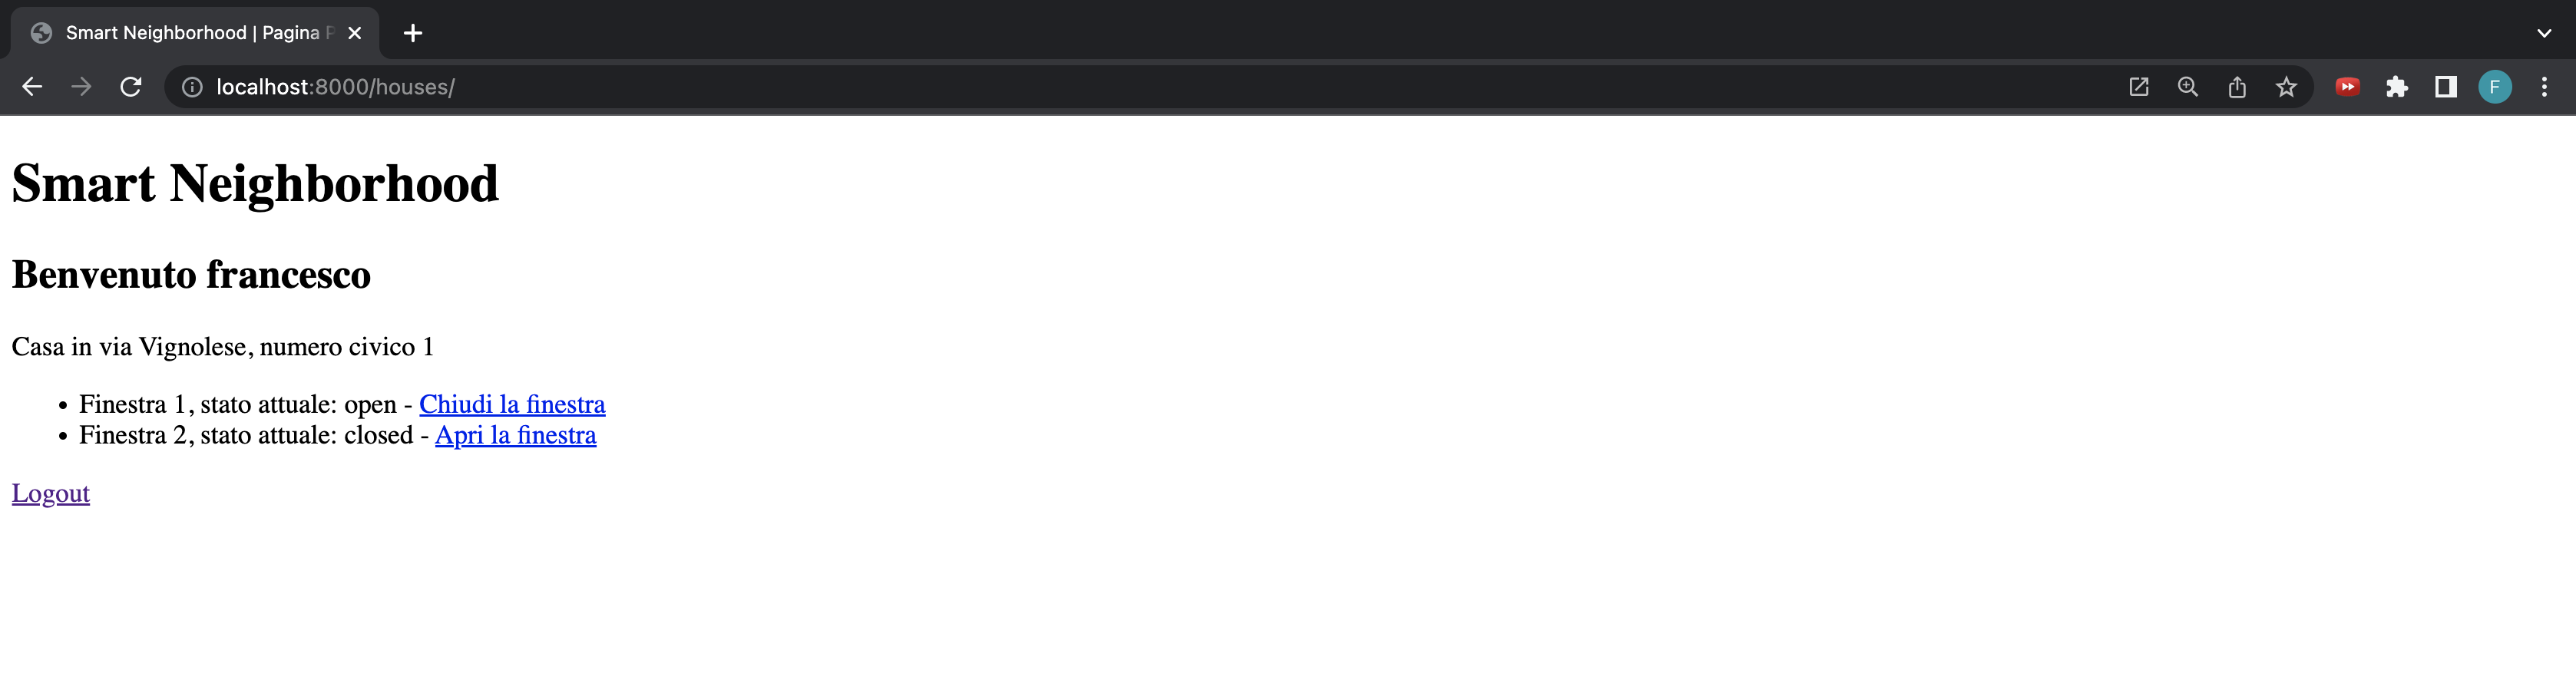 Smart Neighborhood | Pagina P
localhost:8000/houses/
F
Smart Neighborhood
Benvenuto francesco
Casa in via Vignolese, numero civico 1
• Finestra 1, stato attuale: open - Chiudi la finestra
• Finestra 2, stato attuale: closed - Apri la finestra
Logout